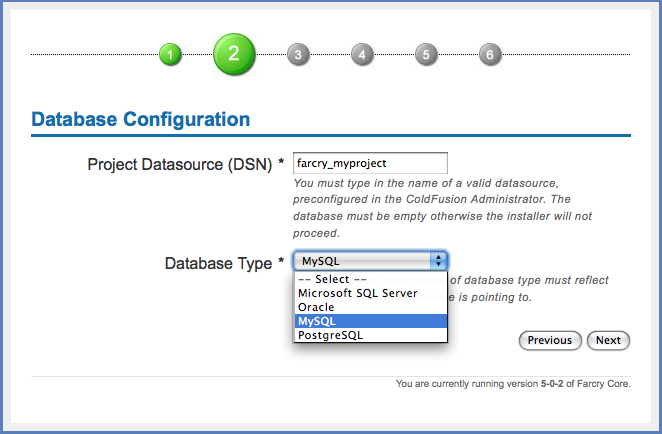 1 2 3 4 5 6
Database Configuration
Project Datasource (DSN) * farcry_myproject
You must type in the name of a valid datasource,
preconfigured in the ColdFusion Administrator. The
database must be empty otherwise the installer will not
proceed.
Database Type * MySQL
-- Select --
of database type must reflect
Microsoft SQL Server
is pointing to.
Oracle
MySQL
PostgreSQL
Previous Next
You are currently running version 5-0-2 of Farcry Core.